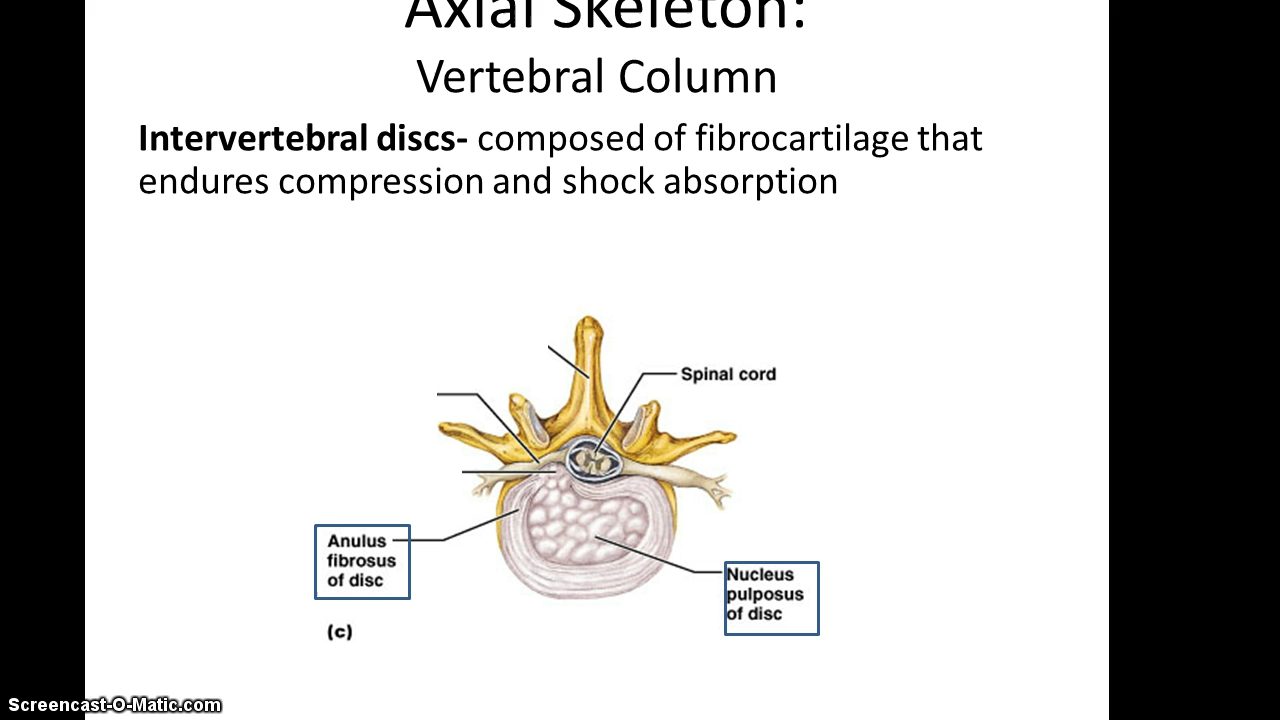 Axial Skeleton:
Vertebral Column
Intervertebral discs- composed of fibrocartilage that
endures compression and shock absorption
Spinal cord
Anulus
fibrosus
of disc
Nucleus
pulposus
of disc
(c)
Screencast-O-Matic.com